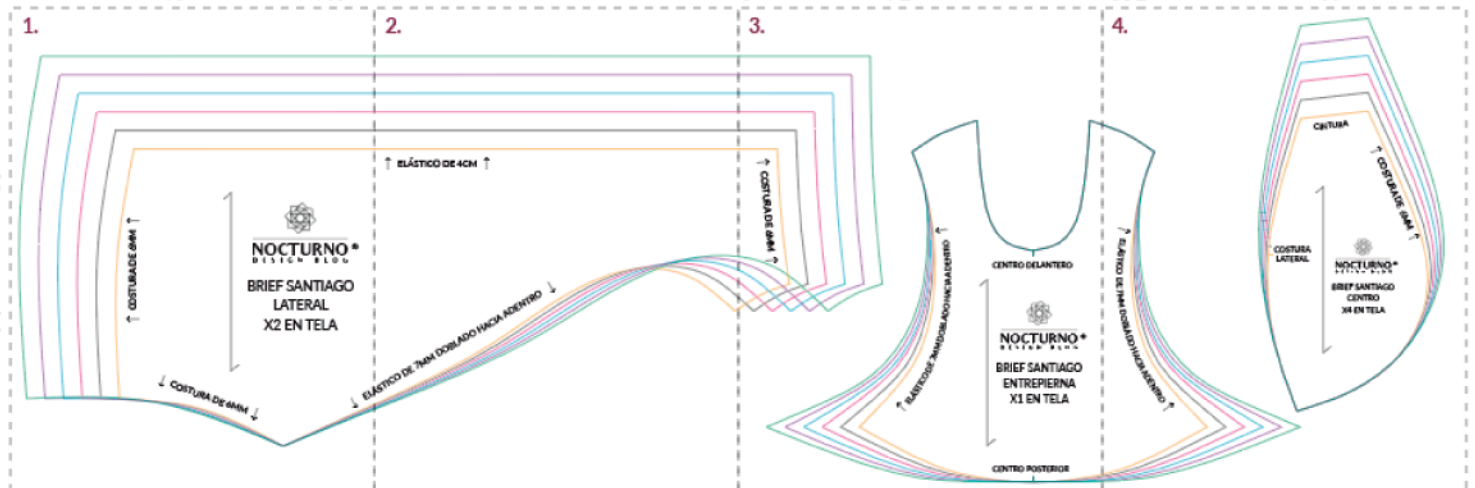 1.
2.
3.
4.
↑ ELÁSTICO DE 4CM ↑
COSTURA DE 6MM
COSTURA DE 6MM
NOCTURNO®
DESIGN BLOG
BRIEF SANTIAGO
LATERAL
X2 EN TELA
COSTURA DE 6MM
ELÁSTICO DE 7MM DOBLADO HACIA ADENTRO
CENTRO DELANTERO
ELÁSTICO DE 7MM DOBLADO HACIA ADENTRO
ELÁSTICO DE 7MM DOBLADO HACIA ADENTRO
NOCTURNO®
DESIGN BLOG
BRIEF SANTIAGO
ENTREPIERNA
X1 EN TELA
CENTRO POSTERIOR
CINTURA
COSTURA DE 6MM
COSTURA
LATERAL
NOCTURNO®
DESIGN BLOG
BRIEF SANTIAGO
CENTRO
X4 EN TELA